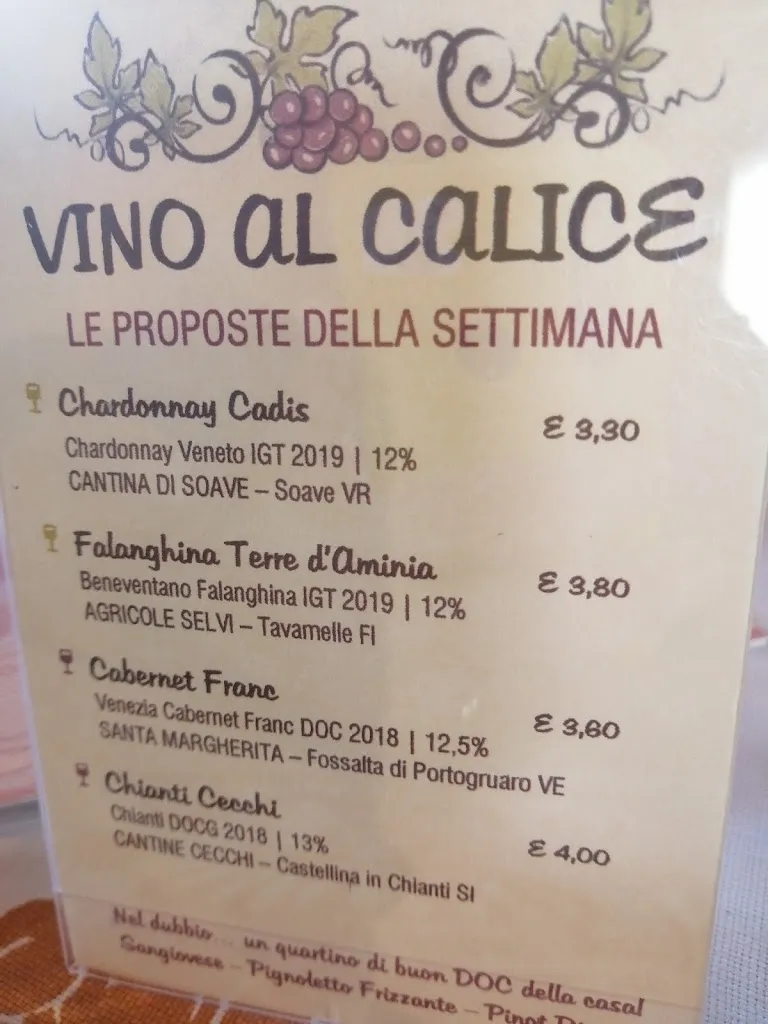 VINO aL CaLICE
LE PROPOSTE DELLA SETTIMANA
Chardonnay Cadis
E 3,30
Chardonnay Veneto IGT 2019 | 12%
CANTINA DI SOAVE – Soave VR
Falanghina Terre d'Aminia
E 3,80
Beneventano Falanghina IGT 2019 | 12%
AGRICOLE SELVI – Tavarnelle FI
Cabernet Franc
E 3,60
Venezia Cabernet Franc DOC 2018 | 12,5%
SANTA MARGHERITA – Fossalta di Portogruaro VE
Chianti Cecchi
E 4,00
Chianti DOCG 2018 | 13%
CANTINE CECCHI – Castellina in Chianti SI
Nel dubbio... un quartino di buon DOC della casa!
Sangiovese – Pignoletto Frizzante – Pinot